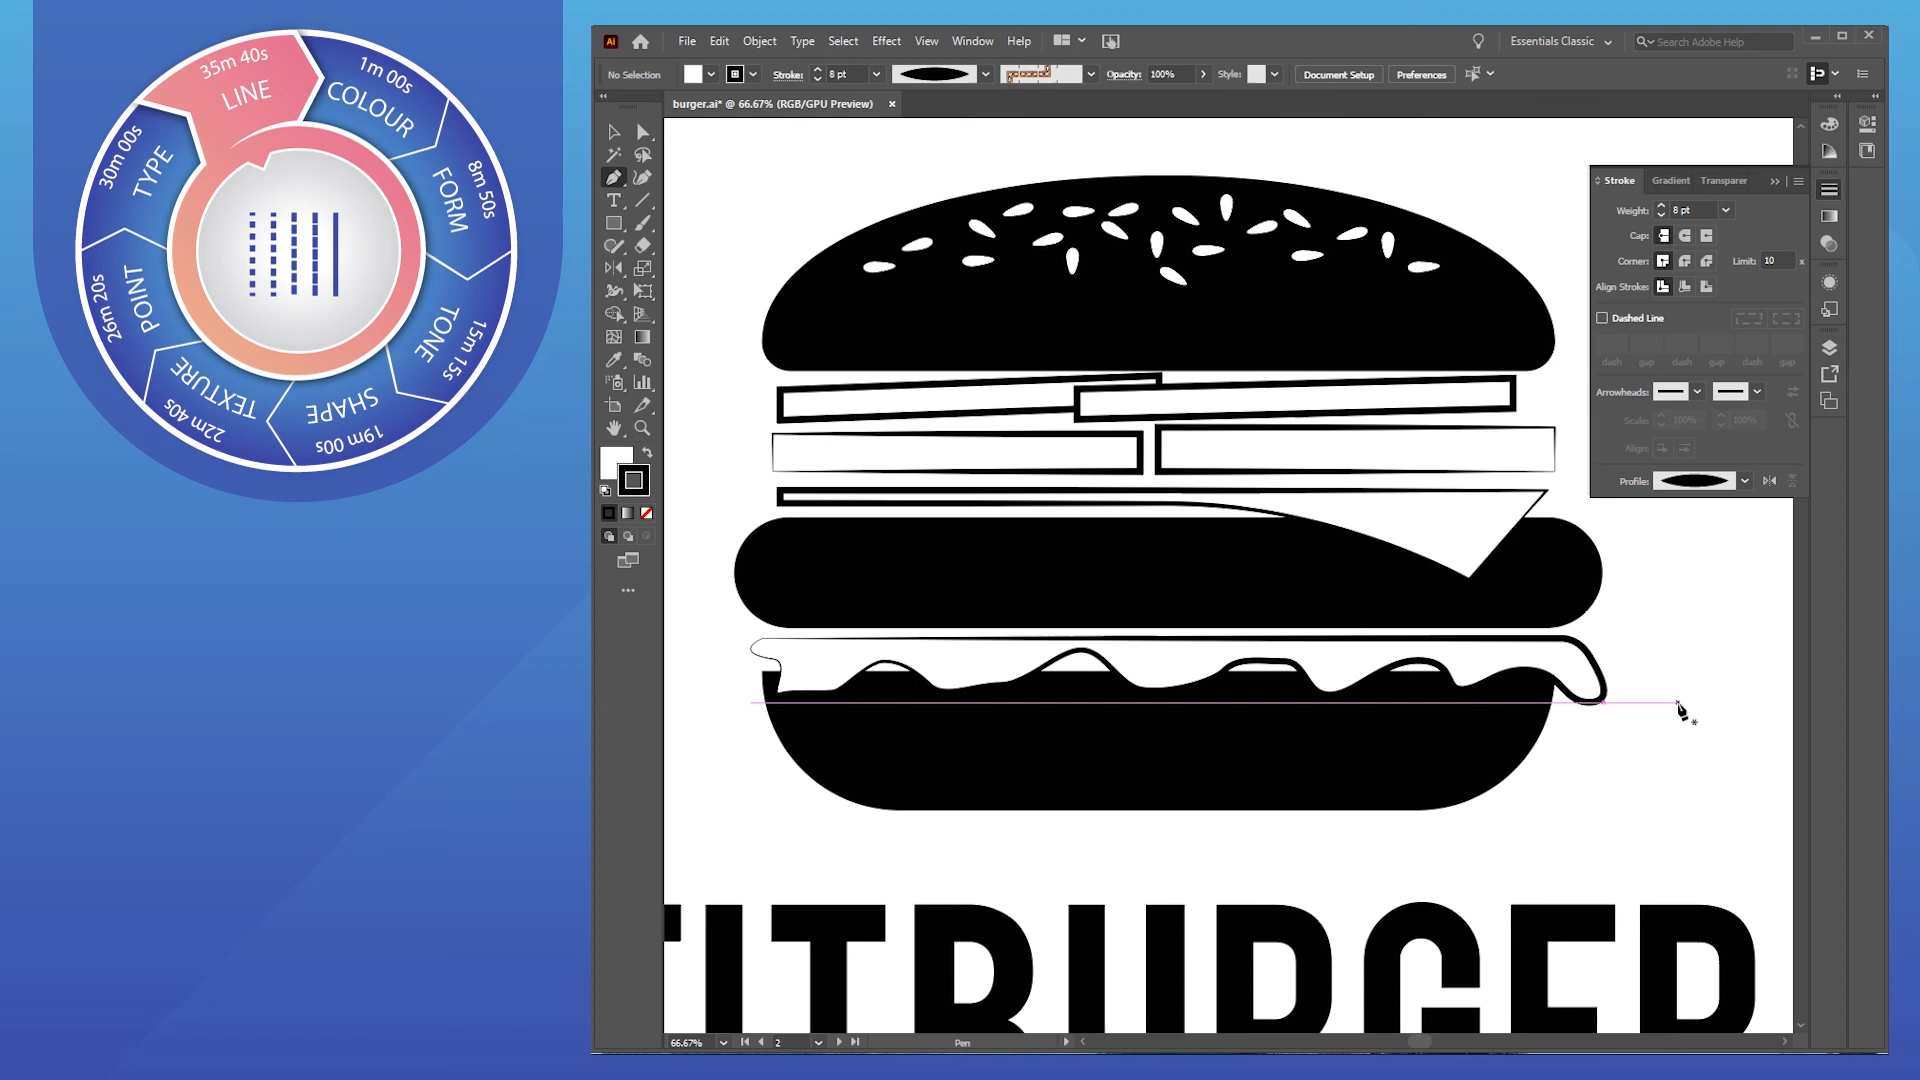 35m 40s
LINE
1m 00s
COLOUR
8m 50s
FORM
15m 15s
TONE
19m 00s
SHAPE
22m 40s
TEXTURE
26m 20s
POINT
30m 00s
TYPE
Ai File Edit Object Type Select Effect View Window Help Essentials Classic Search Adobe Help
No Selection Stroke: 8 pt Opacity: 100% Style: Document Setup Preferences
burger.ai* @ 66.67% (RGB/GPU Preview)
Stroke Gradient Transparer
Weight: 8 pt
Cap:
Corner: Limit: 10 x
Align Stroke:
Dashed Line
dash gap dash gap dash gap
Arrowheads:
Scale: 100% 100%
Align:
Profile:
ITBURGER
66.67% 2 Pen